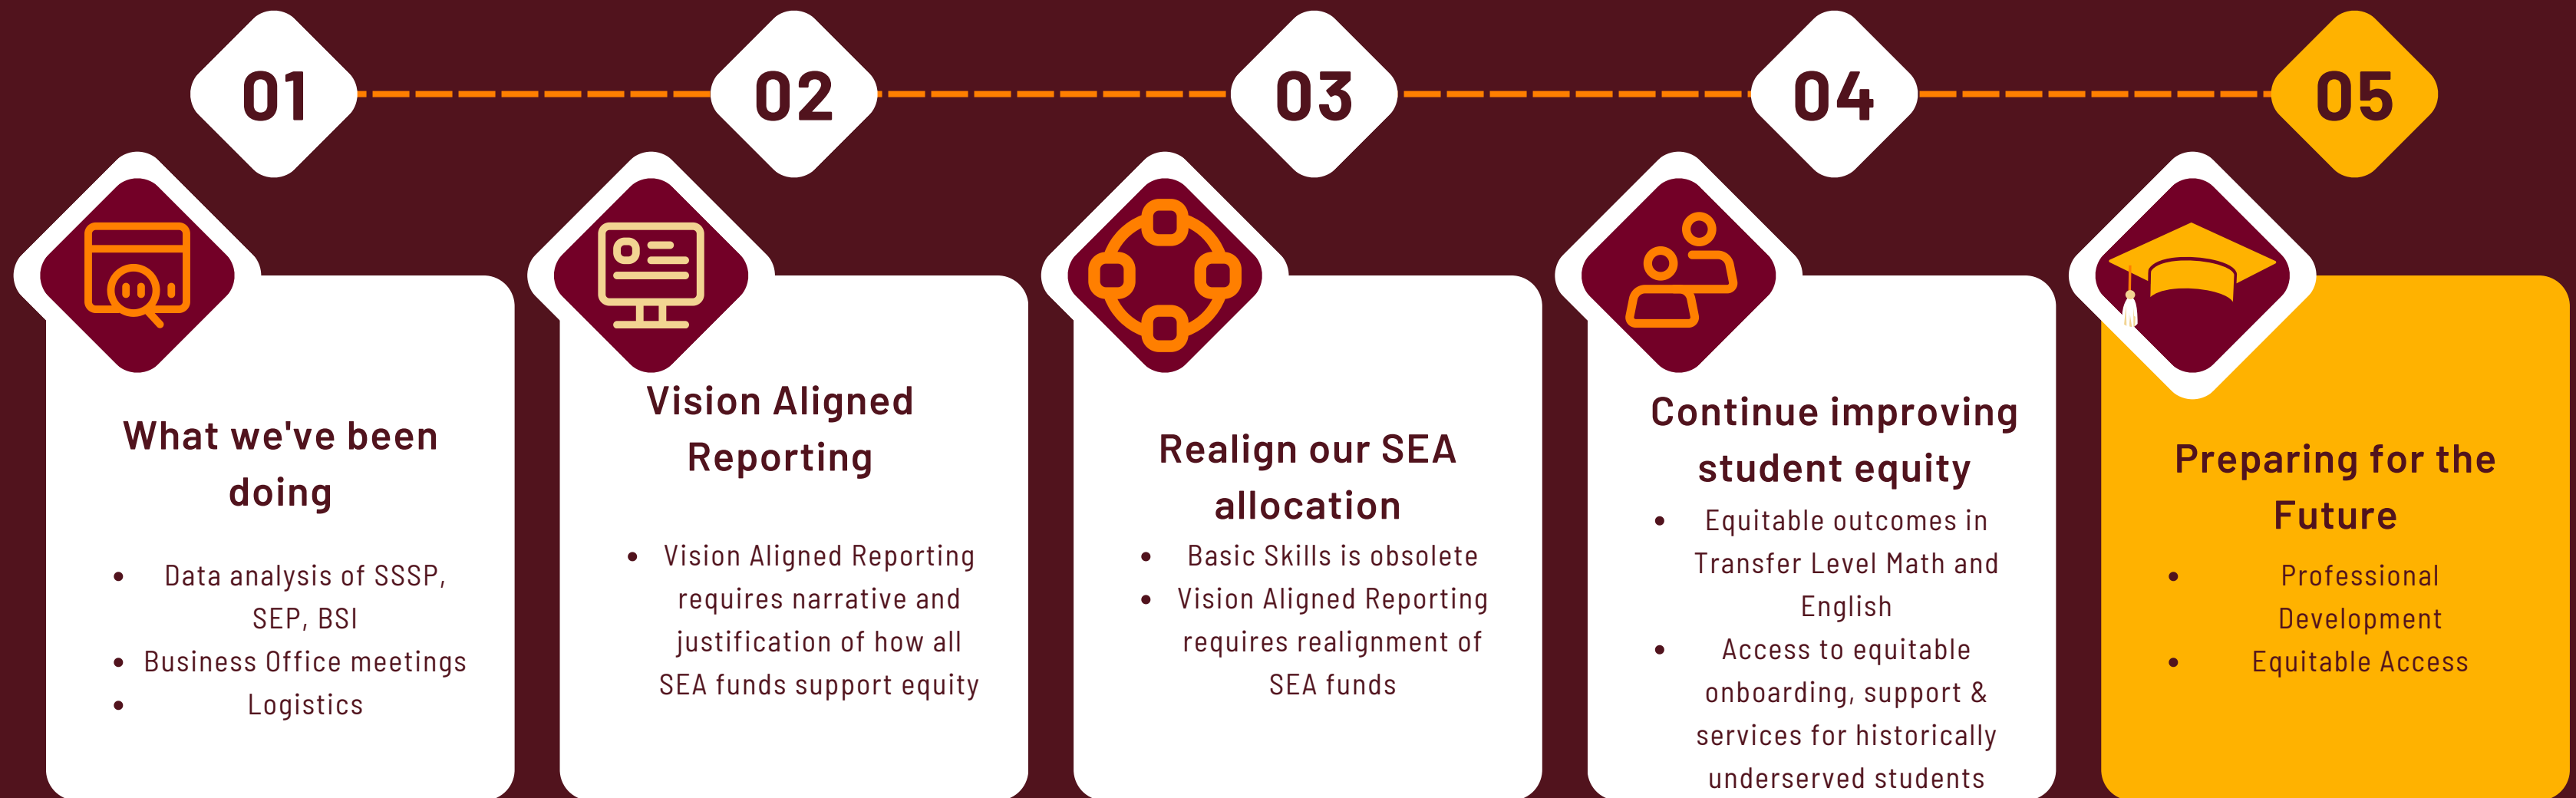 01
02
03
04
05
What we've been
doing
• Data analysis of SSSP,
SEP, BSI
• Business Office meetings
• Logistics
Vision Aligned
Reporting
• Vision Aligned Reporting
requires narrative and
justification of how all
SEA funds support equity
Realign our SEA
allocation
• Basic Skills is obsolete
• Vision Aligned Reporting
requires realignment of
SEA funds
Continue improving
student equity
• Equitable outcomes in
Transfer Level Math and
English
• Access to equitable
onboarding, support &
services for historically
underserved students
Preparing for the
Future
• Professional
Development
• Equitable Access